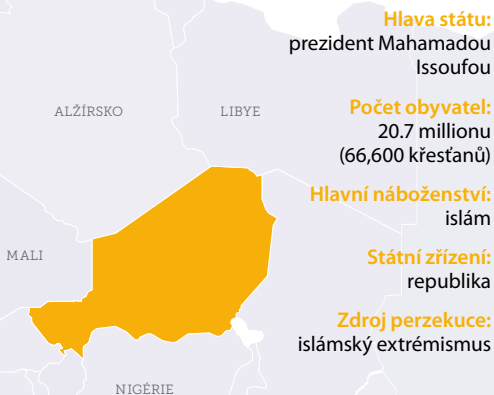 Hlava státu:
prezident Mahamadou
Issoufou
ALŽÍRSKO
LIBYE
Počet obyvatel:
20.7 millionu
(66,600 křesťanů)
Hlavní náboženství:
islám
MALI
Státní zřízení:
republika
Zdroj perzekuce:
islámský extrémismus
NIGÉRIE